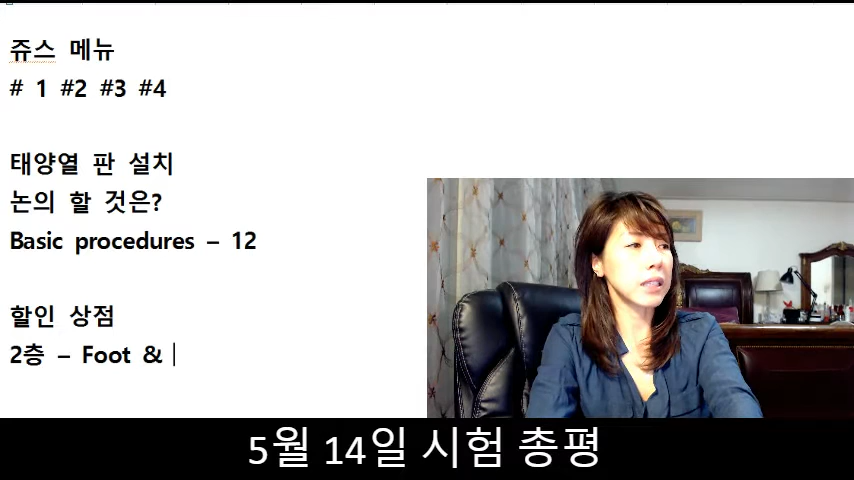 쥬스 메뉴
# 1 #2 #3 #4
태양열 판 설치
논의 할 것은?
Basic procedures – 12
할인 상점
2층 – Foot &
5월 14일 시험 총평